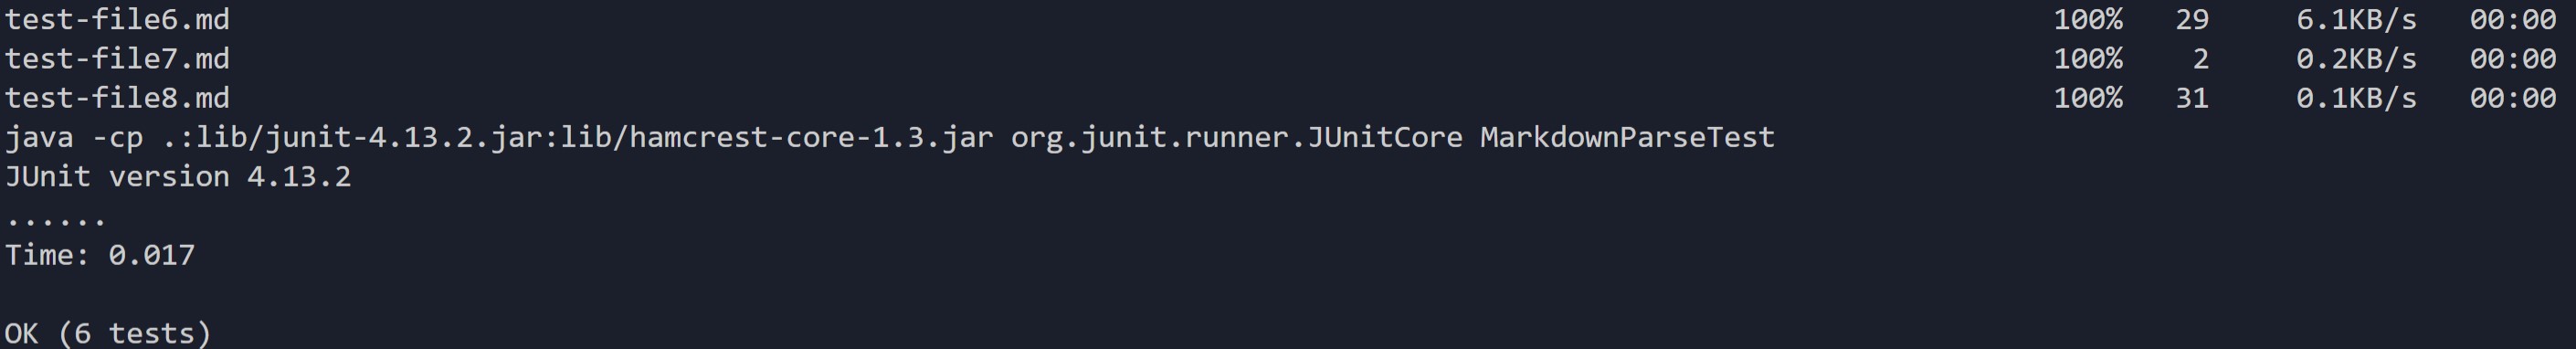 test-file6.md 100% 29 6.1KB/s 00:00
test-file7.md 100% 2 0.2KB/s 00:00
test-file8.md 100% 31 0.1KB/s 00:00
java -cp .:lib/junit-4.13.2.jar:lib/hamcrest-core-1.3.jar org.junit.runner.JUnitCore MarkdownParseTest
JUnit version 4.13.2
......
Time: 0.017
OK (6 tests)